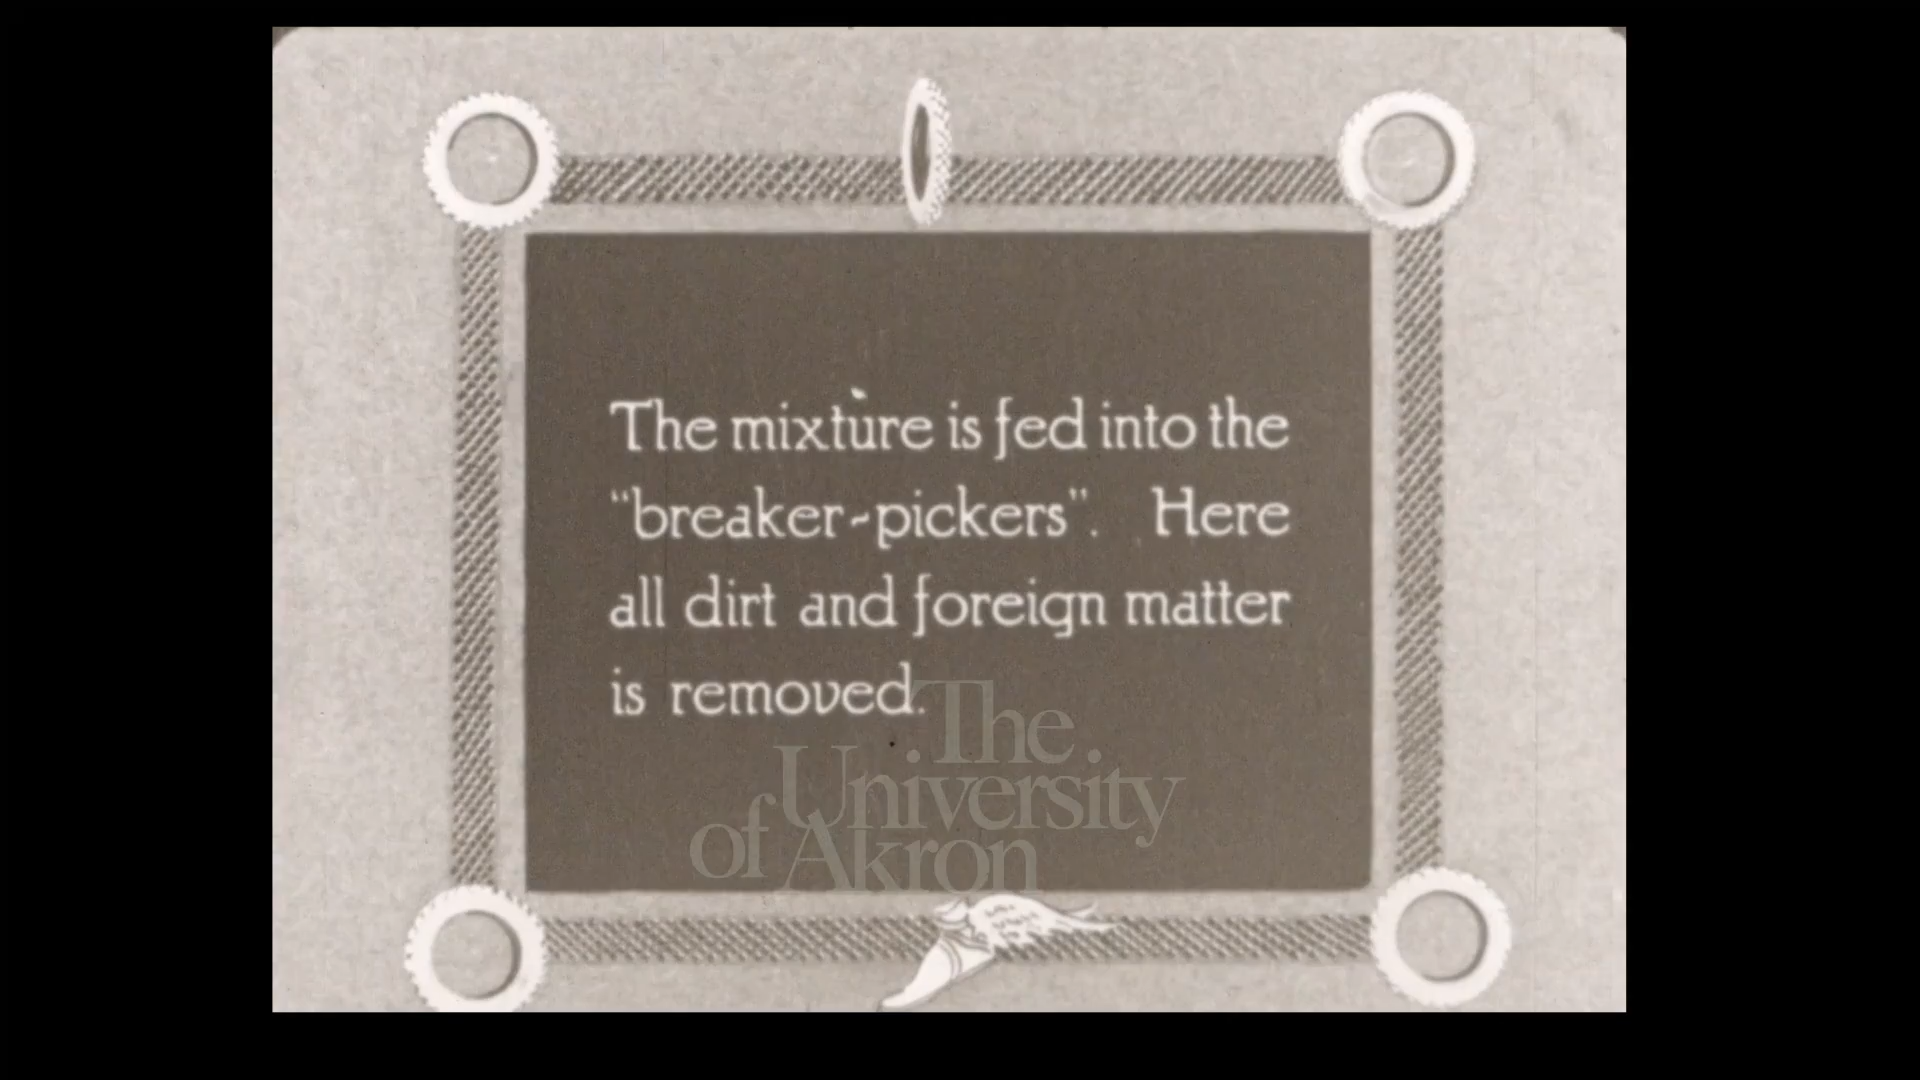 The mixture is fed into the
"breaker-pickers". Here
all dirt and foreign matter
is removed.
The
University
of Akron